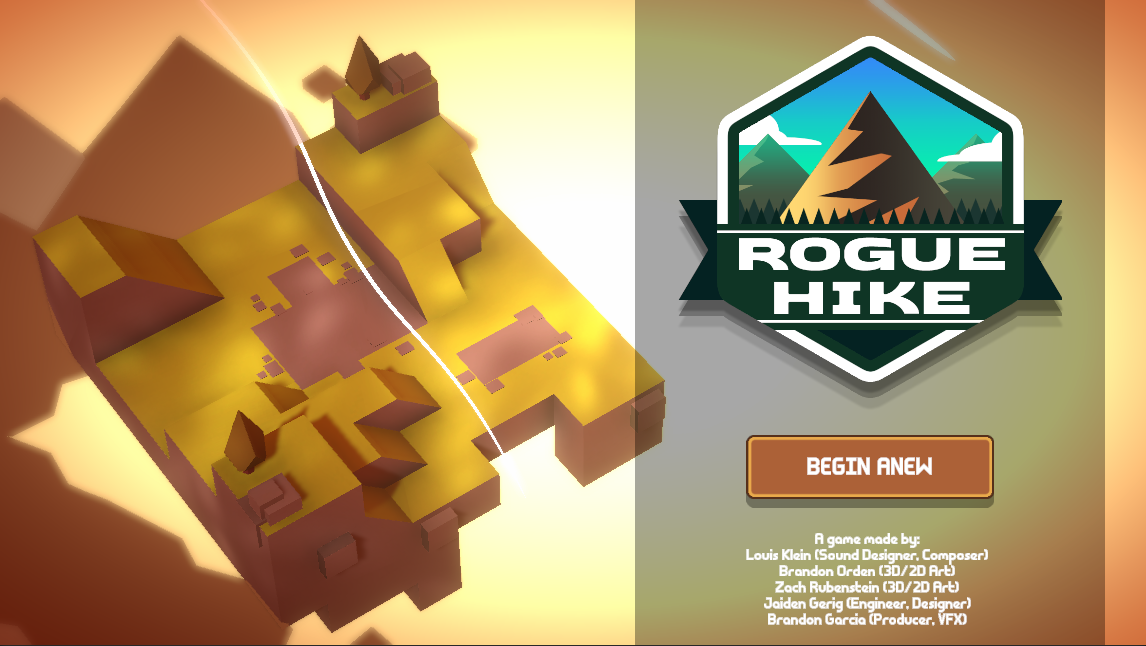 ROGUE
HIKE
BEGIN ANEW
A game made by:
Louis Klein (Sound Designer, Composer)
Brandon Orden (3D/2D Art)
Zach Rubenstein (3D/2D Art)
Jaiden Gerig (Engineer, Designer)
Brandon Garcia (Producer, VFX)